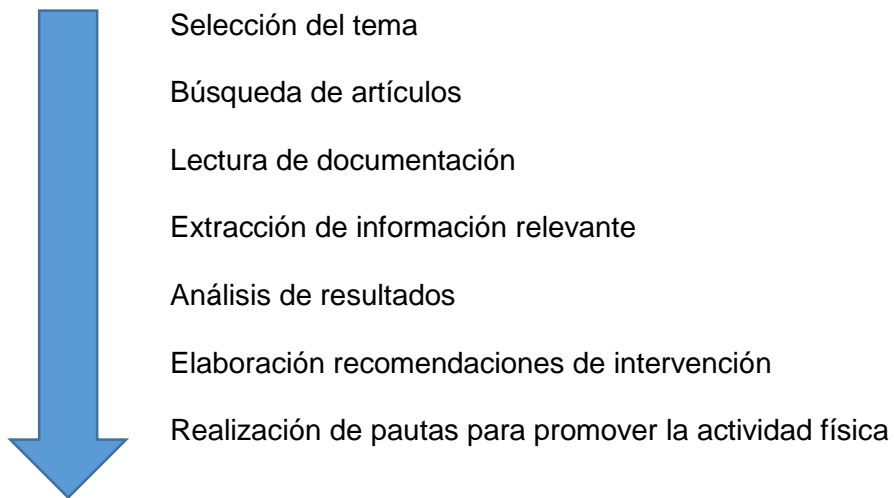 Selección del tema
Búsqueda de artículos
Lectura de documentación
Extracción de información relevante
Análisis de resultados
Elaboración recomendaciones de intervención
Realización de pautas para promover la actividad física